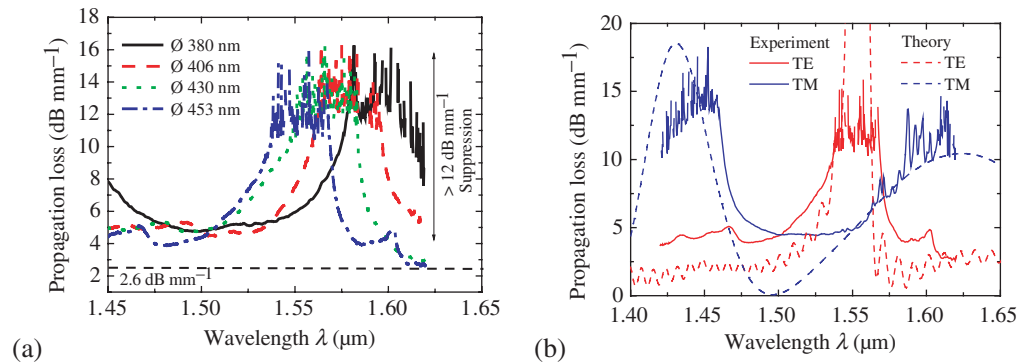 18
16
14
12
10
8
6
4
2
Propagation loss (dB mm⁻¹)
Ø 380 nm
Ø 406 nm
Ø 430 nm
Ø 453 nm
> 12 dB mm⁻¹
Suppression
2.6 dB mm⁻¹
1.45 1.50 1.55 1.60 1.65
Wavelength λ (μm)
(a)
20
15
10
5
0
Propagation loss (dB mm⁻¹)
Experiment Theory
TE TE
TM TM
1.40 1.45 1.50 1.55 1.60 1.65
Wavelength λ (μm)
(b)